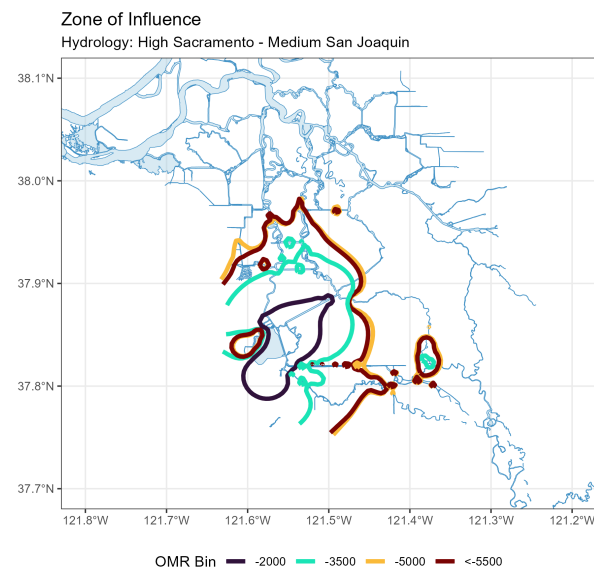 Zone of Influence
Hydrology: High Sacramento - Medium San Joaquin
38.1°N
38.0°N
37.9°N
37.8°N
37.7°N
121.8°W 121.7°W 121.6°W 121.5°W 121.4°W 121.3°W 121.2°W
OMR Bin -2000 -3500 -5000 <-5500